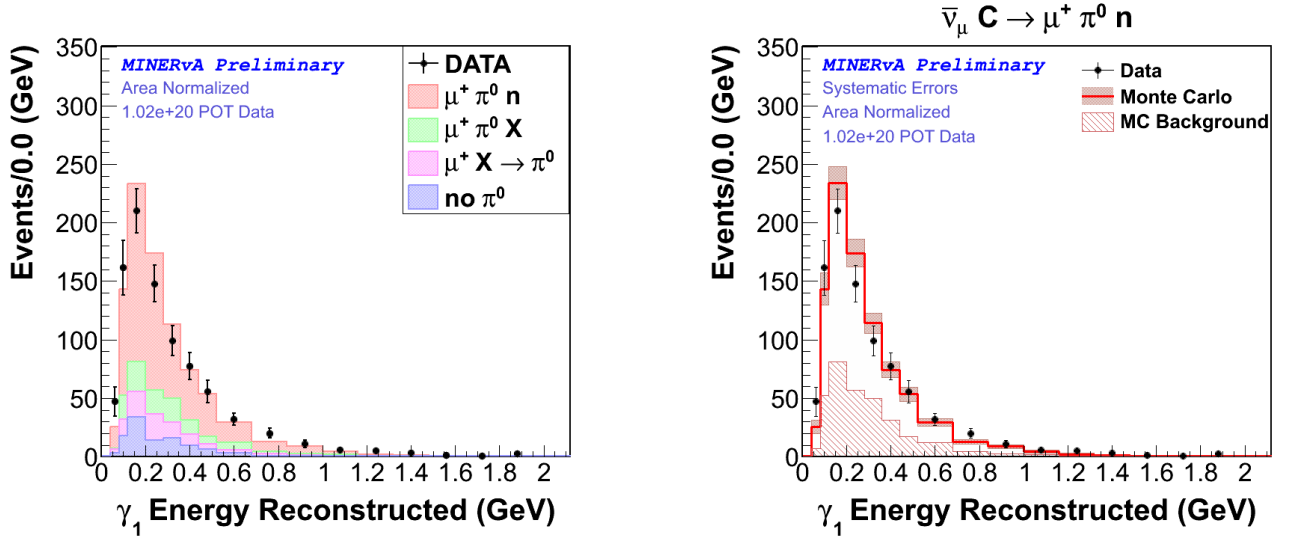 MINERvA Preliminary
Area Normalized
1.02e+20 POT Data
DATA
μ⁺ π⁰ n
μ⁺ π⁰ X
μ⁺ X → π⁰
no π⁰
Events/0.0 (GeV)
350
300
250
200
150
100
50
0
0 0.2 0.4 0.6 0.8 1 1.2 1.4 1.6 1.8 2
γ₁ Energy Reconstructed (GeV)
ν̅_μ C → μ⁺ π⁰ n
MINERvA Preliminary
Systematic Errors
Area Normalized
1.02e+20 POT Data
Data
Monte Carlo
MC Background
Events/0.0 (GeV)
350
300
250
200
150
100
50
0
0 0.2 0.4 0.6 0.8 1 1.2 1.4 1.6 1.8 2
γ₁ Energy Reconstructed (GeV)